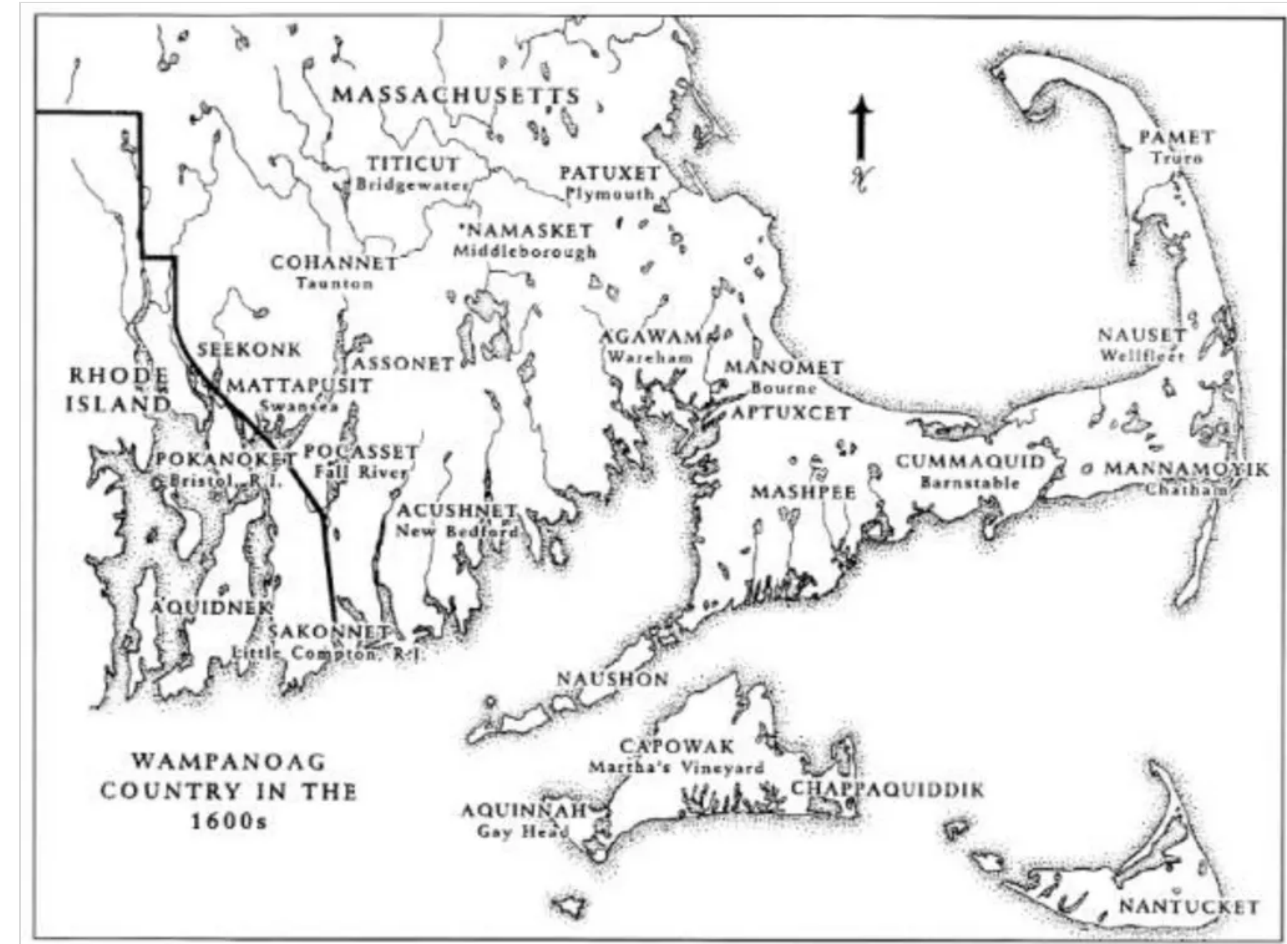 MASSACHUSETTS
PAMET
Truro
TITICUT
Bridgewater
PATUXET
Plymouth
N
*NAMASKET
Middleborough
COHANNET
Taunton
SEEKONK
ASSONET
AGAWAM
Wareham
NAUSET
Wellfleet
RHODE
ISLAND
MATTAPUSIT
Swansea
MANOMET
Bourne
APTUXCET
POKANOKET
Bristol, R.I.
POCASSET
Fall River
CUMMAQUID
Barnstable
MANNAMOYIK
Chatham
MASHPEE
ACUSHNET
New Bedford
AQUIDNEK
SAKONNET
Little Compton, R.I.
NAUSHON
WAMPANOAG
COUNTRY IN THE
1600s
CAPOWAK
Martha's Vineyard
CHAPPAQUIDDIK
AQUINNAH
Gay Head
NANTUCKET